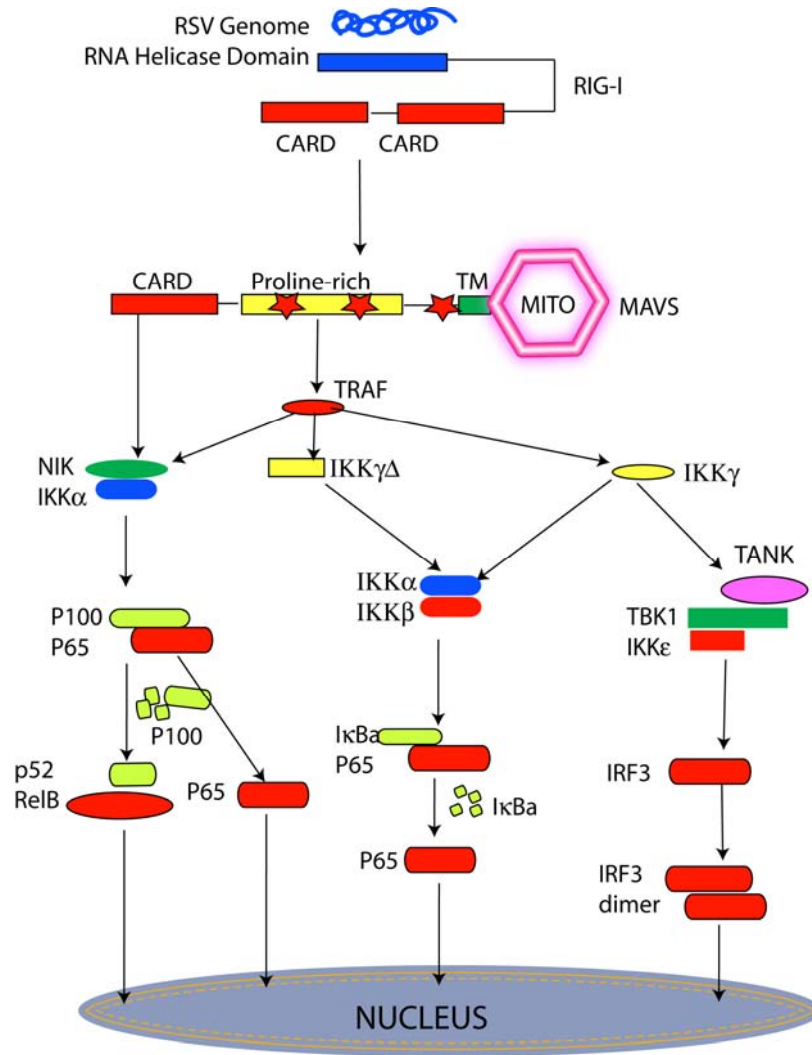 RSV Genome
RNA Helicase Domain
RIG-I
CARD CARD
CARD Proline-rich TM
MITO MAVS
TRAF
NIK
IKKα
IKKγΔ
IKKγ
IKKα
IKKβ
TANK
TBK1
IKKε
P100
P65
P100
p52
RelB
P65
IκBa
P65
IκBa
P65
IRF3
IRF3
dimer
NUCLEUS